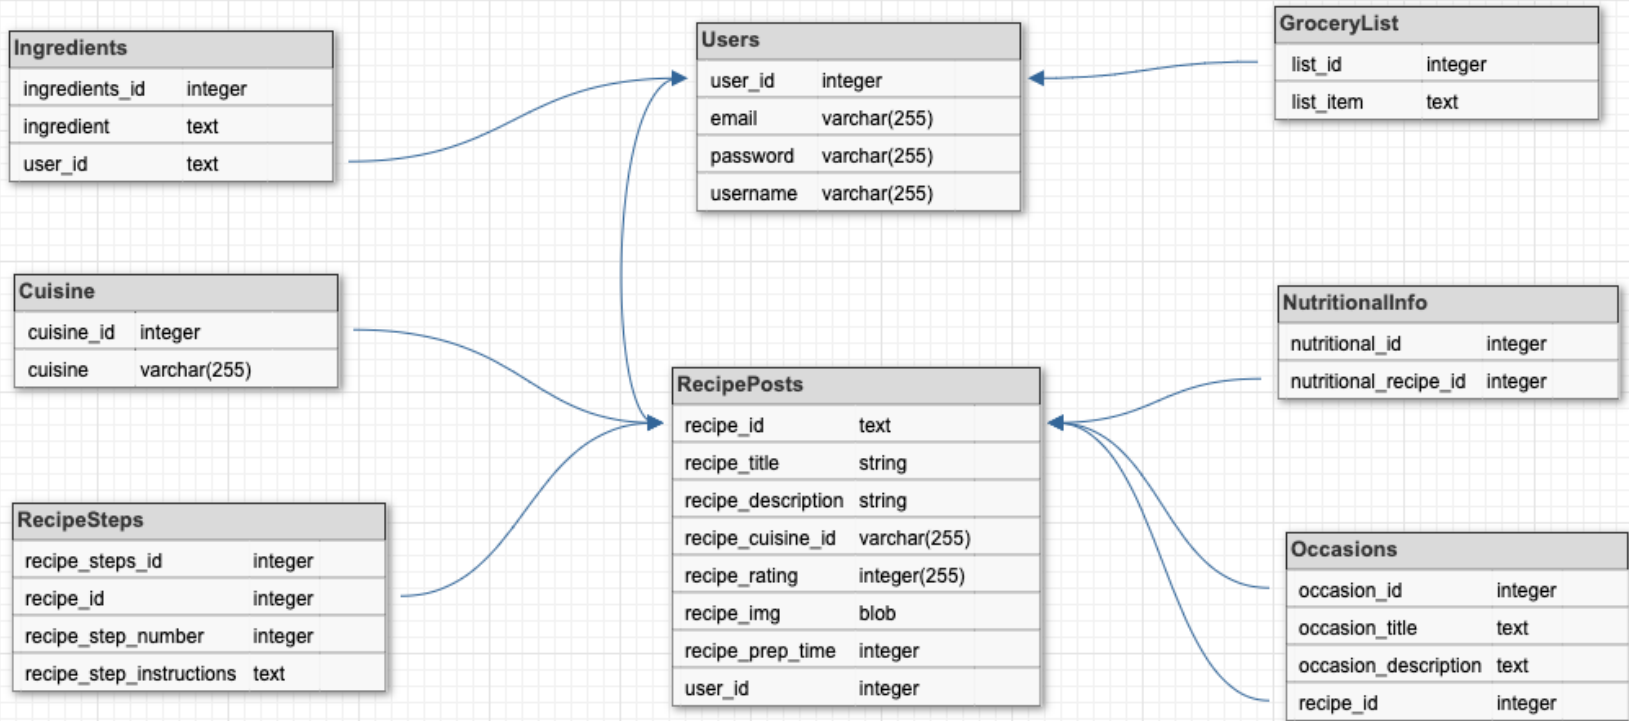 Ingredients
ingredients_id integer
ingredient text
user_id text
Users
user_id integer
email varchar(255)
password varchar(255)
username varchar(255)
GroceryList
list_id integer
list_item text
Cuisine
cuisine_id integer
cuisine varchar(255)
RecipePosts
recipe_id text
recipe_title string
recipe_description string
recipe_cuisine_id varchar(255)
recipe_rating integer(255)
recipe_img blob
recipe_prep_time integer
user_id integer
NutritionalInfo
nutritional_id integer
nutritional_recipe_id integer
RecipeSteps
recipe_steps_id integer
recipe_id integer
recipe_step_number integer
recipe_step_instructions text
Occasions
occasion_id integer
occasion_title text
occasion_description text
recipe_id integer